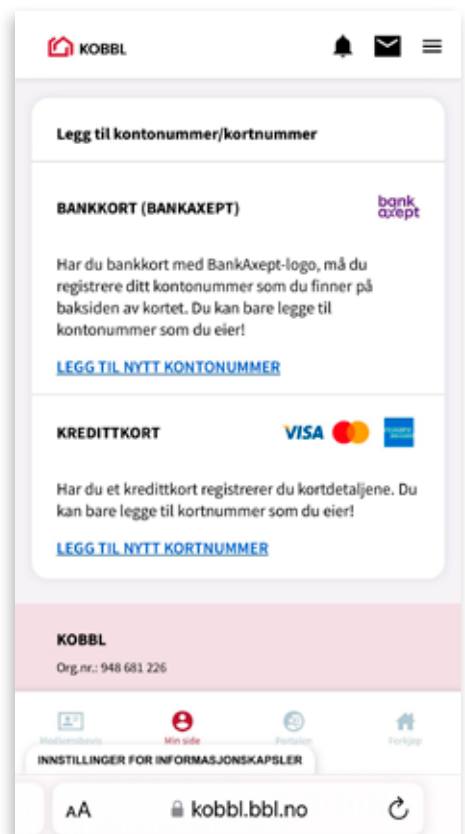 KOBBL
Legg til kontonummer/kortnummer
BANKKORT (BANKAXEPT)
bank
axept
Har du bankkort med BankAxept-logo, må du
registrere ditt kontonummer som du finner på
baksiden av kortet. Du kan bare legge til
kontonummer som du eier!
LEGG TIL NYTT KONTONUMMER
KREDITTKORT
VISA
Har du et kredittkort registrerer du kortdetaljene. Du
kan bare legge til kortnummer som du eier!
LEGG TIL NYTT KORTNUMMER
KOBBL
Org.nr.: 948 681 226
Medlemsbevis Min side Portalen Forkjøp
INNSTILLINGER FOR INFORMASJONSKAPSLER
AA kobbl.bbl.no